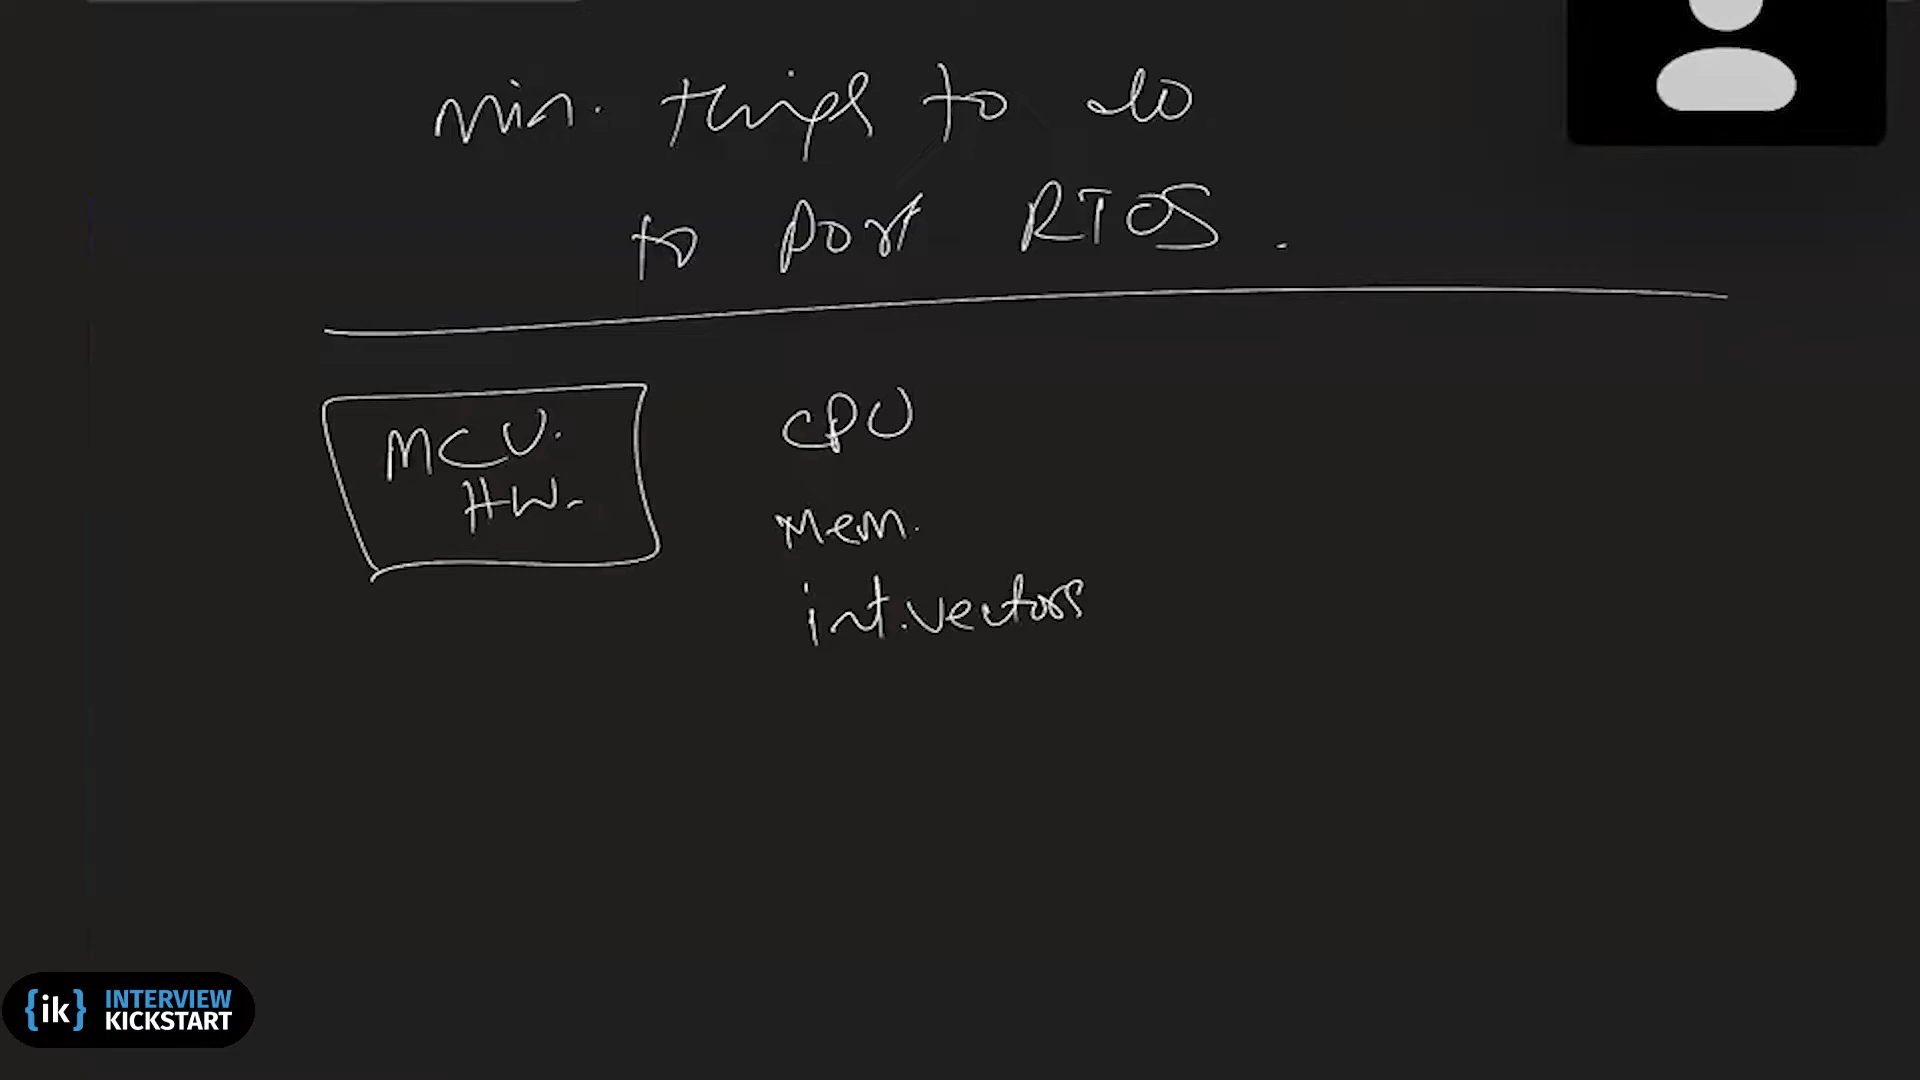 min. things to do
to port RTOS.
MCU.
HW.
CPU
Mem.
int. vectors
{ik} INTERVIEW
KICKSTART